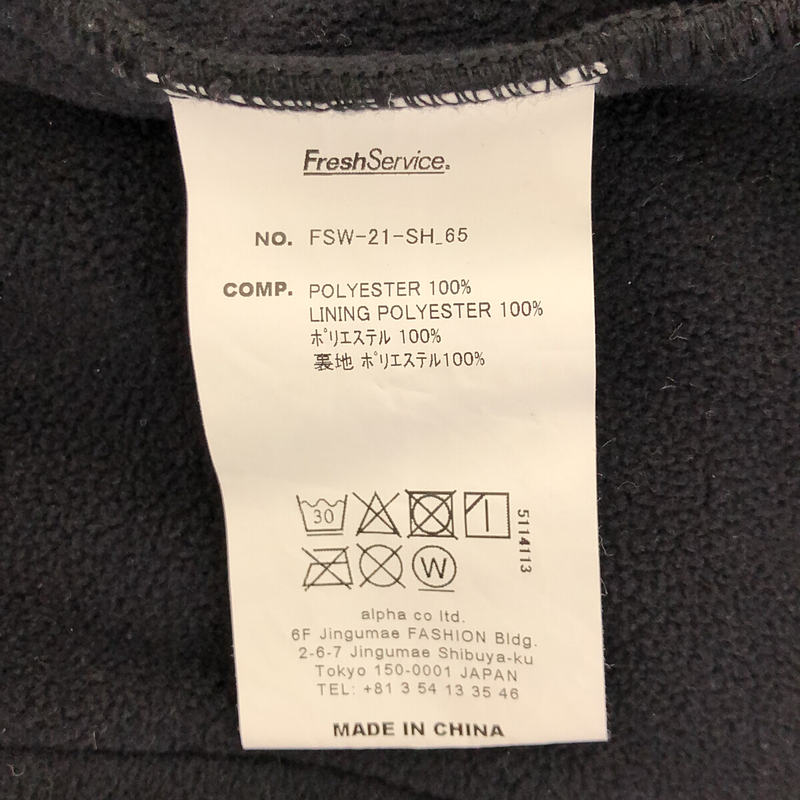 FreshService.
NO. FSW-21-SH_65
COMP. POLYESTER 100%
LINING POLYESTER 100%
ポリエステル 100%
裏地 ポリエステル100%
30
5114113
W
alpha co ltd.
6F Jingumae FASHION Bldg.
2-6-7 Jingumae Shibuya-ku
Tokyo 150-0001 JAPAN
TEL: +81 3 54 13 35 46
MADE IN CHINA